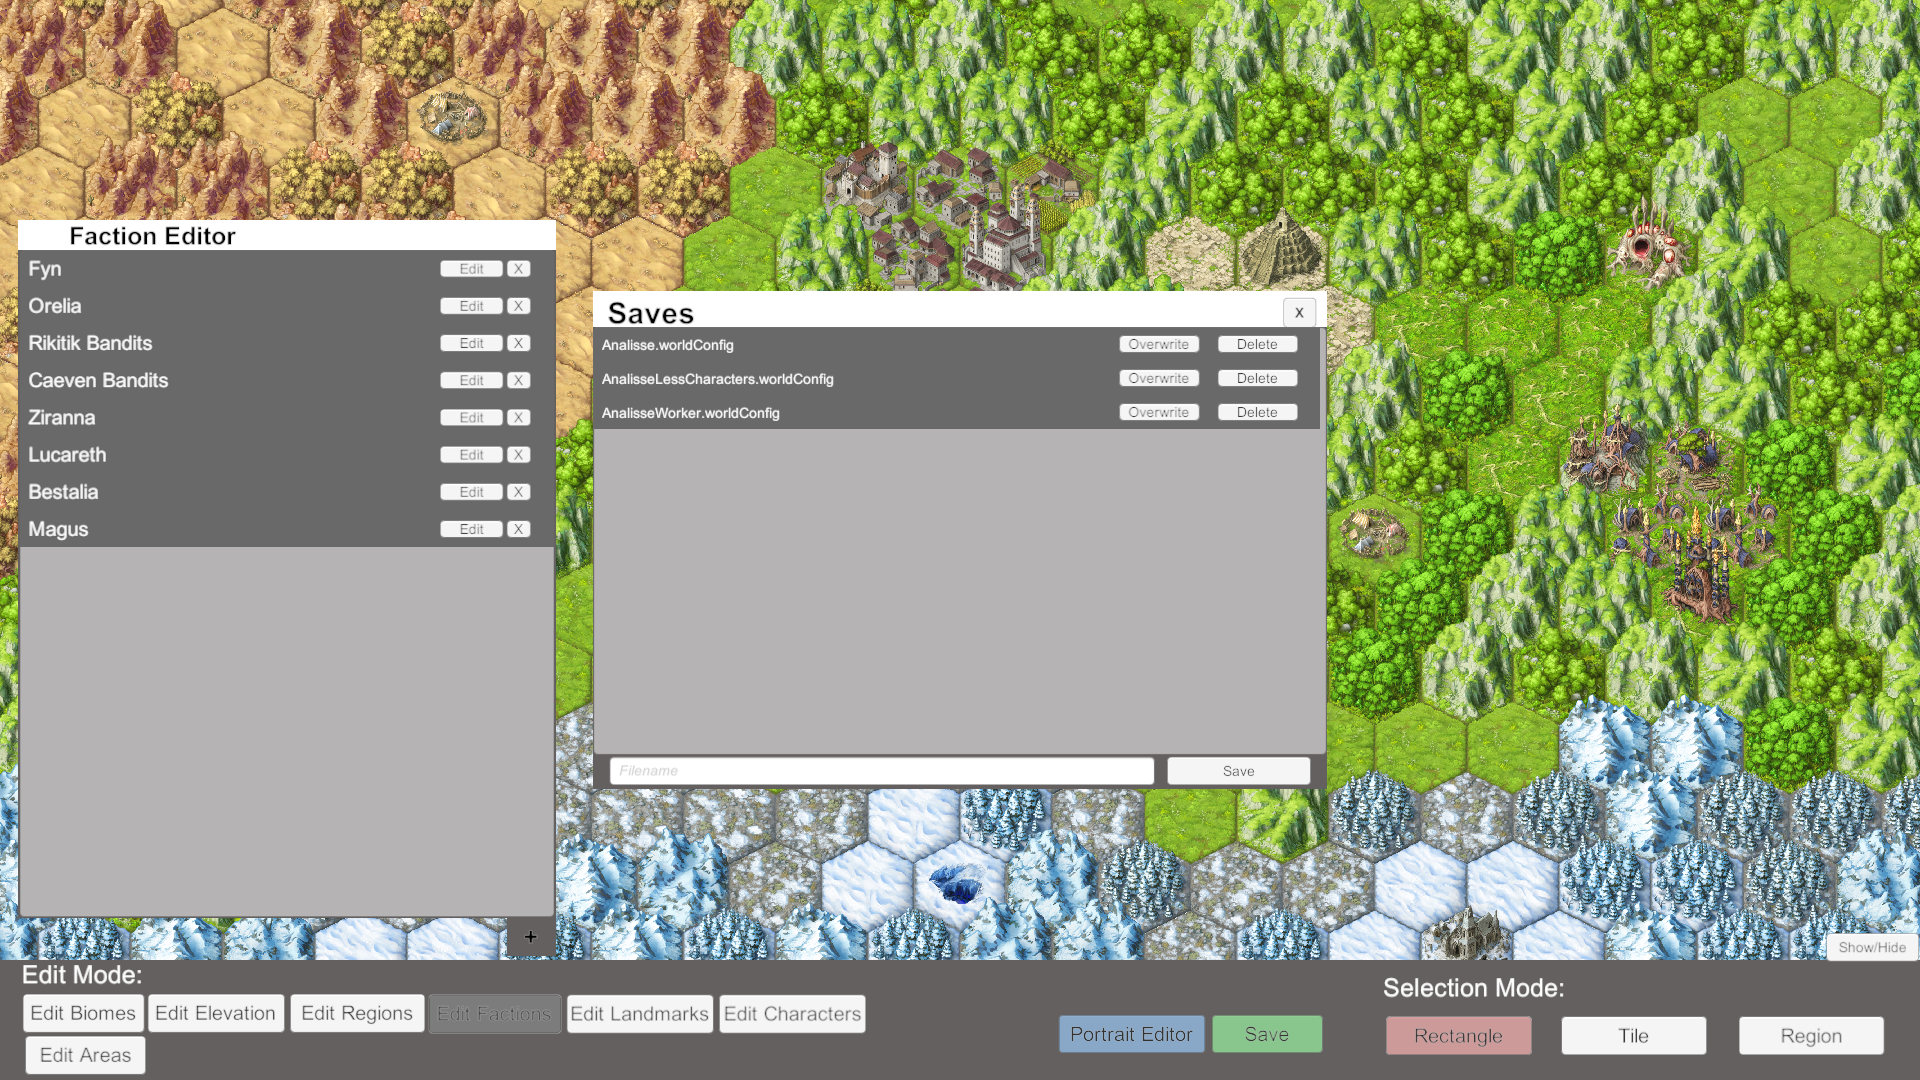 Faction Editor
Fyn Edit X
Orelia Edit X
Rikitik Bandits Edit X
Caeven Bandits Edit X
Ziranna Edit X
Lucareth Edit X
Bestalia Edit X
Magus Edit X
+
Saves X
Analisse.worldConfig Overwrite Delete
AnalisseLessCharacters.worldConfig Overwrite Delete
AnalisseWorker.worldConfig Overwrite Delete
Filename Save
Show/Hide
Edit Mode:
Edit Biomes Edit Elevation Edit Regions Edit Factions Edit Landmarks Edit Characters
Edit Areas
Portrait Editor Save
Selection Mode:
Rectangle Tile Region